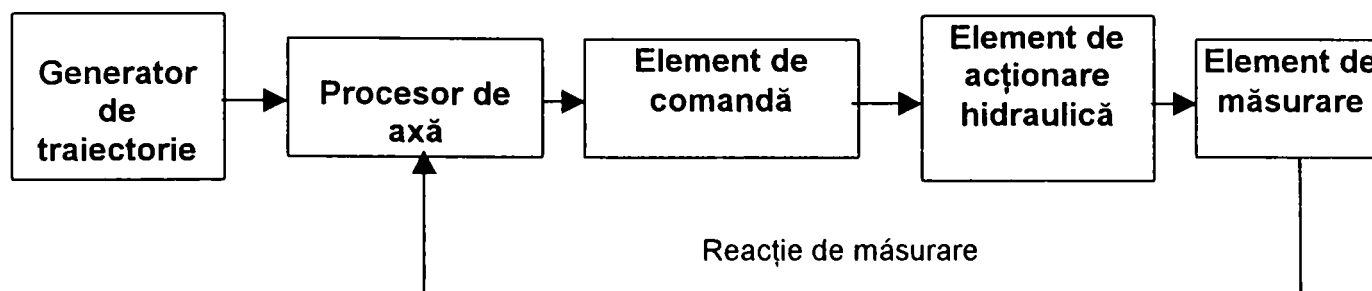 Generator
de
traiectorie
Procesor de
axă
Element de
comandă
Element de
acționare
hidraulică
Element de
măsurare
Reacție de măsurare